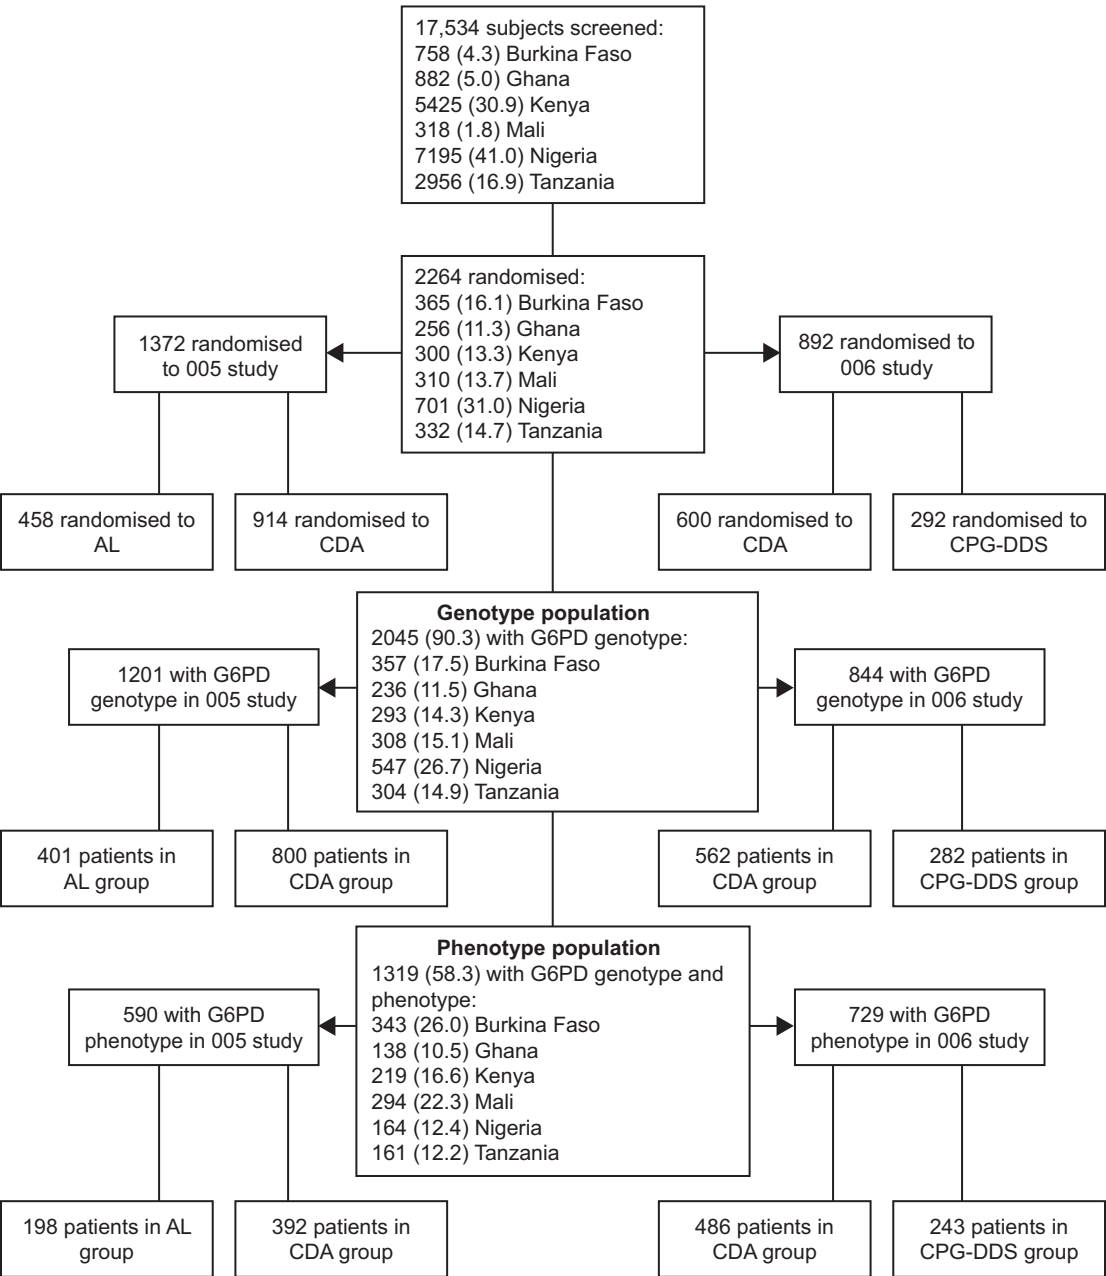 17,534 subjects screened:
758 (4.3) Burkina Faso
882 (5.0) Ghana
5425 (30.9) Kenya
318 (1.8) Mali
7195 (41.0) Nigeria
2956 (16.9) Tanzania
2264 randomised:
365 (16.1) Burkina Faso
256 (11.3) Ghana
300 (13.3) Kenya
310 (13.7) Mali
701 (31.0) Nigeria
332 (14.7) Tanzania
1372 randomised
to 005 study
892 randomised to
006 study
458 randomised to
AL
914 randomised to
CDA
600 randomised to
CDA
292 randomised to
CPG-DDS
Genotype population
2045 (90.3) with G6PD genotype:
357 (17.5) Burkina Faso
236 (11.5) Ghana
293 (14.3) Kenya
308 (15.1) Mali
547 (26.7) Nigeria
304 (14.9) Tanzania
1201 with G6PD
genotype in 005 study
844 with G6PD
genotype in 006 study
401 patients in
AL group
800 patients in
CDA group
562 patients in
CDA group
282 patients in
CPG-DDS group
Phenotype population
1319 (58.3) with G6PD genotype and
phenotype:
343 (26.0) Burkina Faso
138 (10.5) Ghana
219 (16.6) Kenya
294 (22.3) Mali
164 (12.4) Nigeria
161 (12.2) Tanzania
590 with G6PD
phenotype in 005 study
729 with G6PD
phenotype in 006 study
198 patients in AL
group
392 patients in
CDA group
486 patients in
CDA group
243 patients in
CPG-DDS group